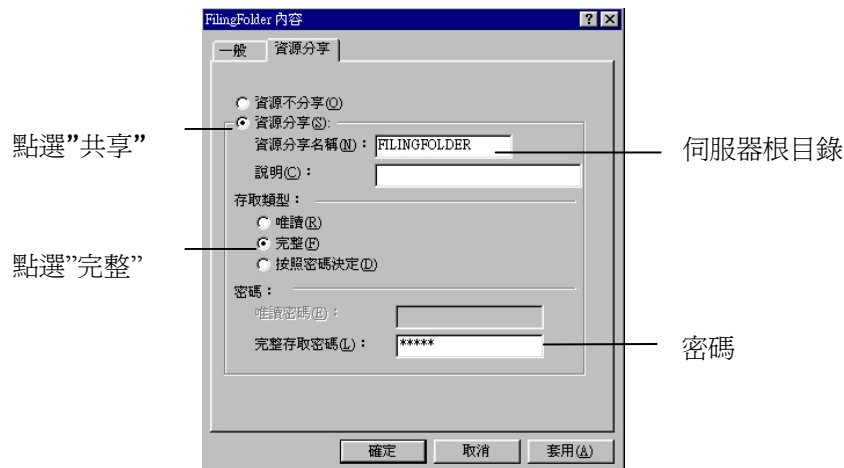 FilingFolder 內容
一般 資源分享
資源不分享(O)
點選”共享” 資源分享(S):
資源分享名稱(N)： FILINGFOLDER 伺服器根目錄
說明(C)：
存取類型：
唯讀(R)
點選”完整” 完整(F)
按照密碼決定(D)
密碼：
唯讀密碼(E)：
完整存取密碼(L)： ***** 密碼
確定 取消 套用(A)